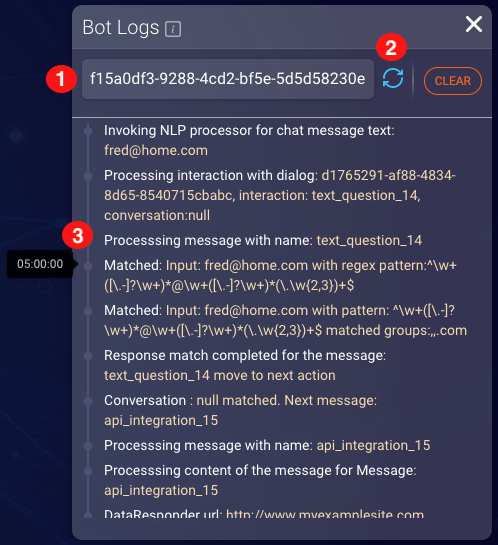 Bot Logs i
2
1
f15a0df3-9288-4cd2-bf5e-5d5d58230e
CLEAR
Invoking NLP processor for chat message text:
fred@home.com
Processing interaction with dialog: d1765291-af88-4834-
8d65-8540715cbabc, interaction: text_question_14,
conversation:null
3
Processsing message with name: text_question_14
05:00:00
Matched: Input: fred@home.com with regex pattern:^\w+
([\.-]?\w+)*@\w+([\.-]?\w+)*(\.\w{2,3})+$
Matched: Input: fred@home.com with pattern: ^\w+([\.-]?
\w+)*@\w+([\.-]?\w+)*(\.\w{2,3})+$ matched groups:,,.com
Response match completed for the message:
text_question_14 move to next action
Conversation : null matched. Next message:
api_integration_15
Processsing message with name: api_integration_15
Processsing content of the message for Message:
api_integration_15
DataResponder url: http://www.myexamplesite.com